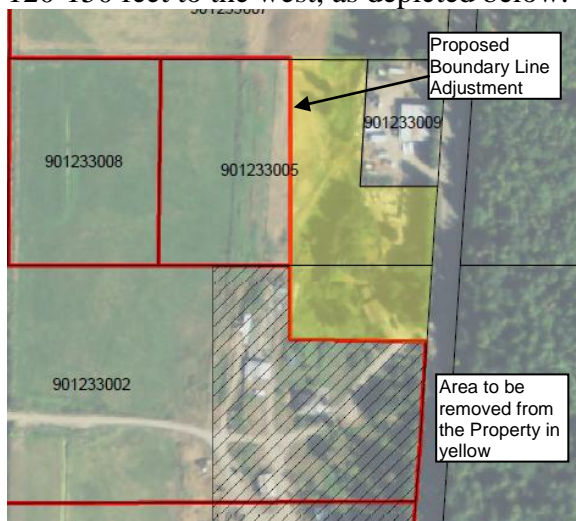 120-150 feet to the west, as depicted below.
901233007
Proposed
Boundary Line
Adjustment
901233009
901233008
901233005
901233002
Area to be
removed from
the Property in
yellow